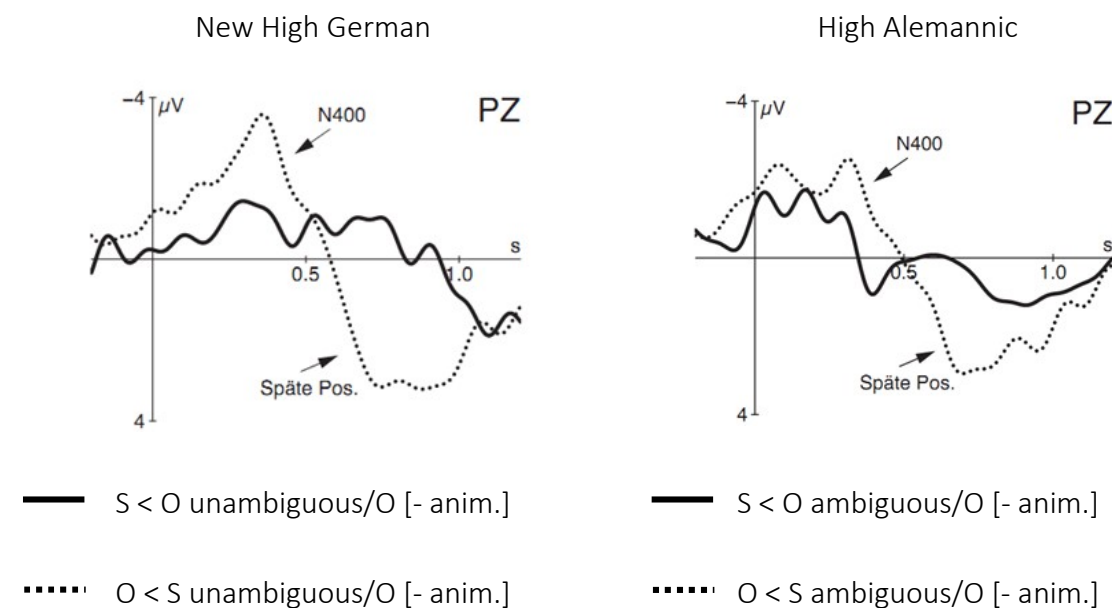 New High German
−4 µV
N400
PZ
s
0.5
1.0
Späte Pos.
4
S < O unambiguous/O [- anim.]
O < S unambiguous/O [- anim.]
High Alemannic
−4 µV
N400
PZ
s
0.5
1.0
Späte Pos.
4
S < O ambiguous/O [- anim.]
O < S ambiguous/O [- anim.]